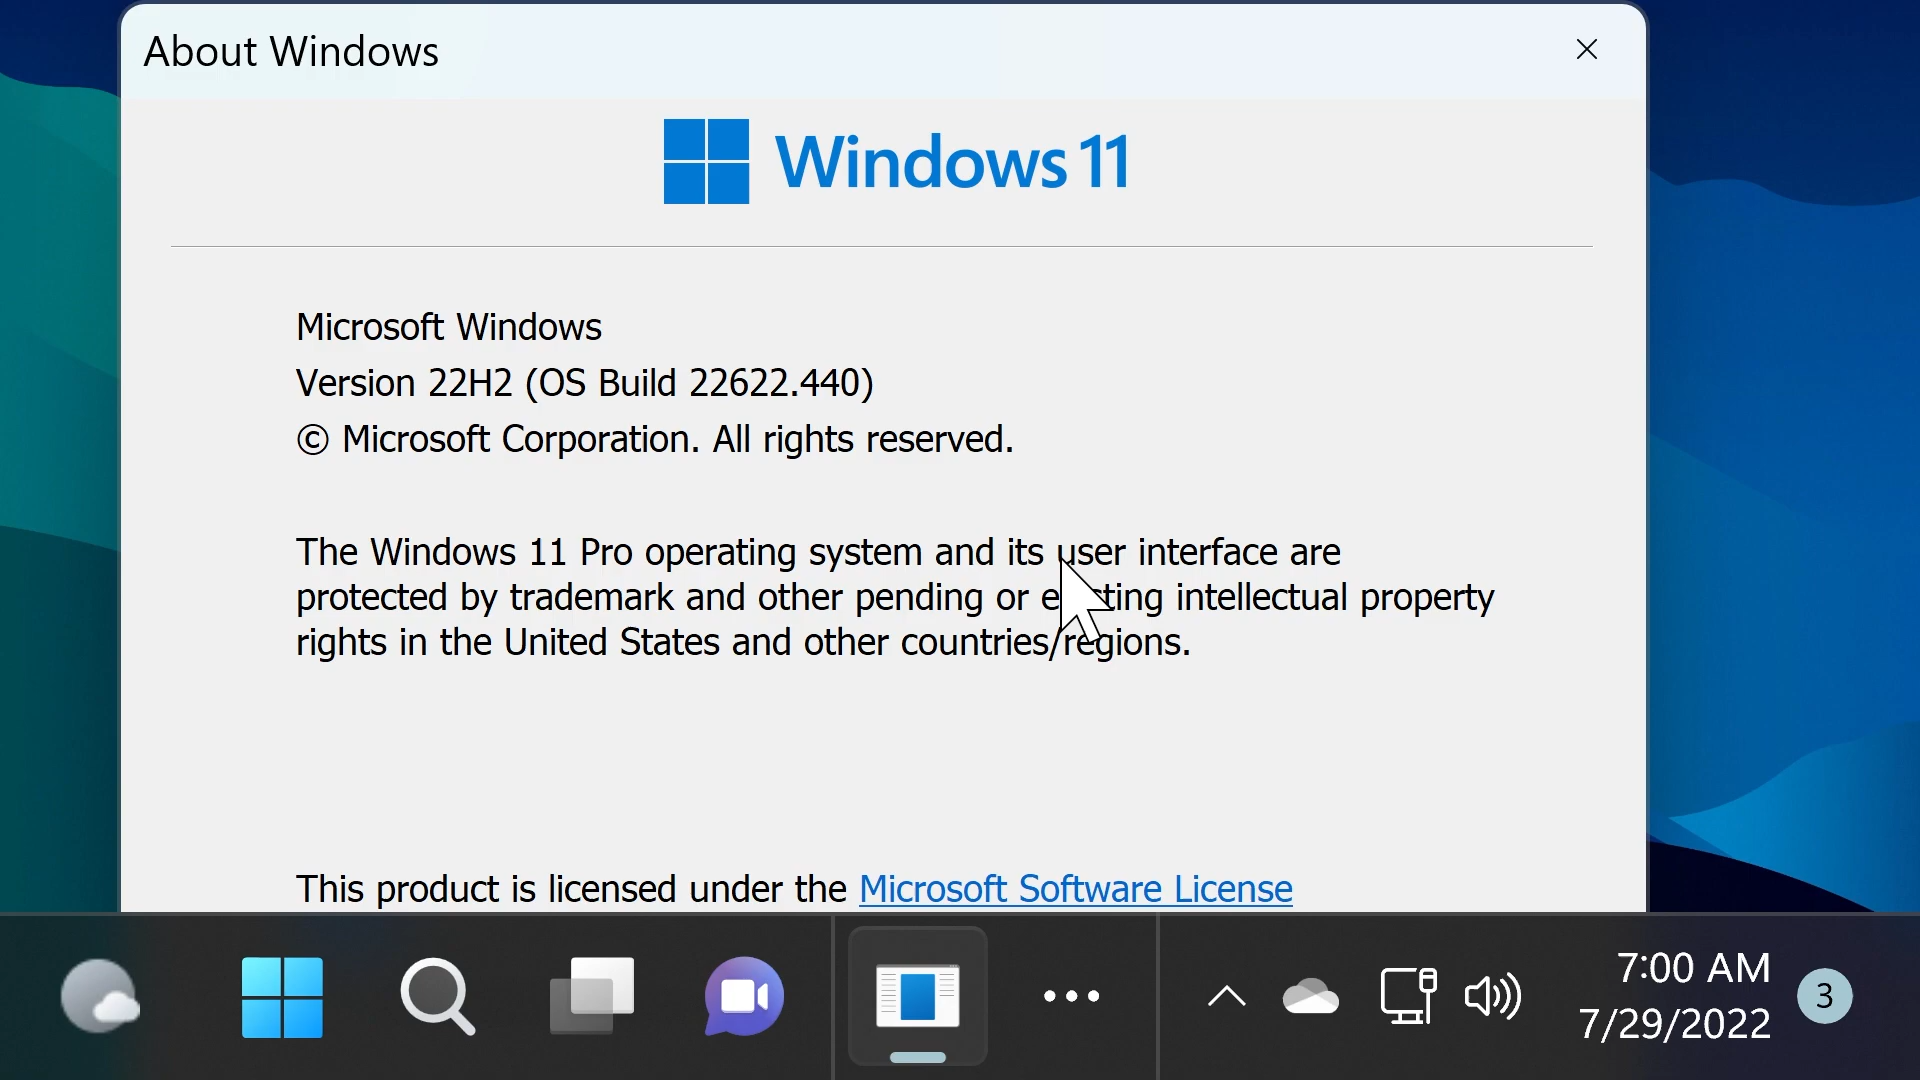 About Windows
Windows 11
Microsoft Windows
Version 22H2 (OS Build 22622.440)
© Microsoft Corporation. All rights reserved.
The Windows 11 Pro operating system and its user interface are
protected by trademark and other pending or existing intellectual property
rights in the United States and other countries/regions.
This product is licensed under the Microsoft Software License
7:00 AM
7/29/2022
3